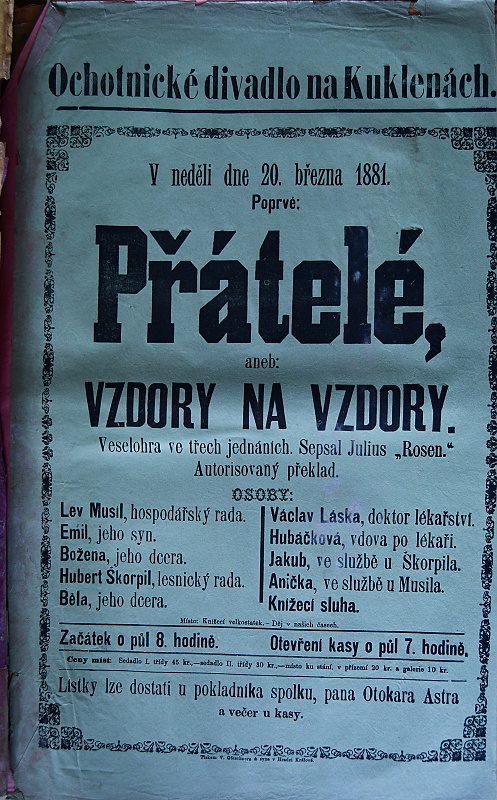 Ochotnické divadlo na Kuklenách.
V neděli dne 20. března 1881.
Poprvé:
Přátelé,
aneb:
VZDORY NA VZDORY.
Veselohra ve třech jednáních. Sepsal Julius „Rosen.“
Autorisovaný překlad.
OSOBY:
Lev Musil, hospodářský rada.
Emil, jeho syn.
Božena, jeho dcera.
Hubert Škorpil, lesnický rada.
Běla, jeho dcera.
Václav Láska, doktor lékařství.
Hubáčková, vdova po lékaři.
Jakub, ve službě u Škorpila.
Anička, ve službě u Musila.
Knížecí sluha.
Místo: Knížecí velkostatek. – Děj v našich časech.
Začátek o půl 8. hodině. Otevření kasy o půl 7. hodině.
Ceny míst: Sedadlo I. třídy 45 kr.,—sedadlo II. třídy 30 kr.,—místo ku stání, v přízemí 20 kr. a galerie 10 kr.
Lístky lze dostati u pokladníka spolku, pana Otokara Astra
a večer u kasy.
Tiskem V. & syna v Hradci Králové.